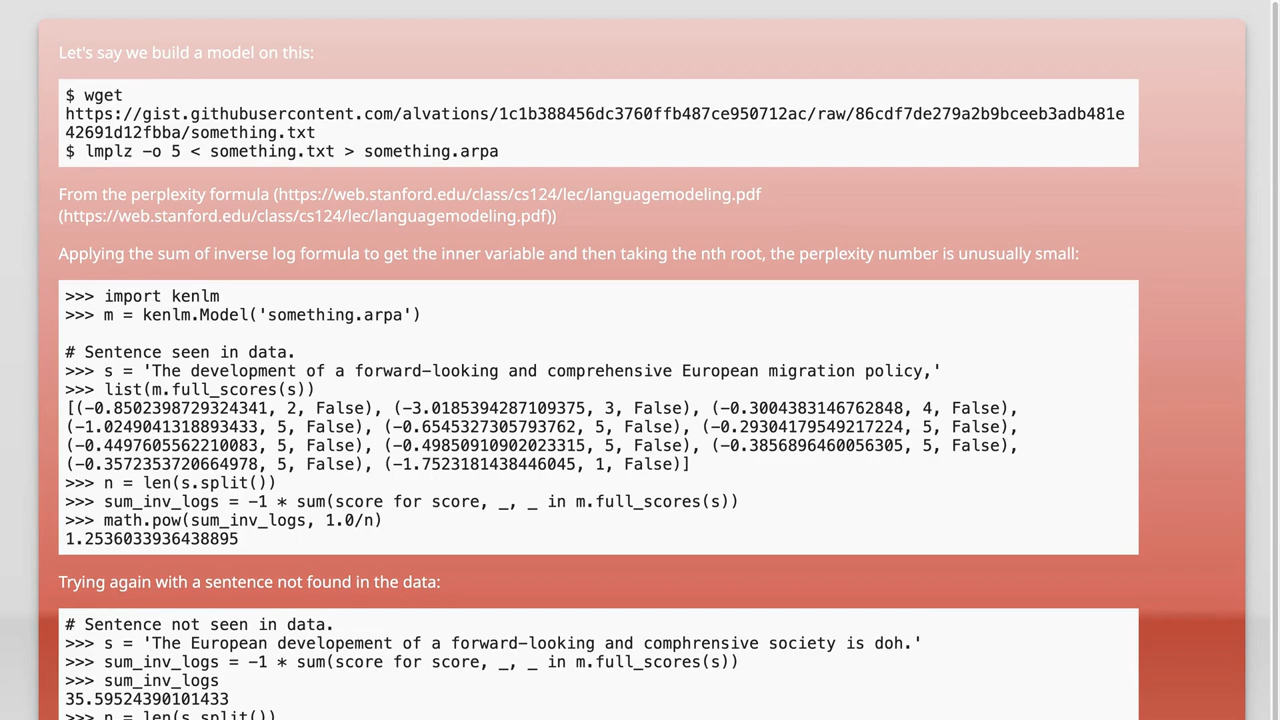 Let's say we build a model on this:
$ wget
https://gist.githubusercontent.com/alvations/1c1b388456dc3760ffb487ce950712ac/raw/86cdf7de279a2b9bceeb3adb481e
42691d12fbba/something.txt
$ lmplz -o 5 < something.txt > something.arpa
From the perplexity formula (https://web.stanford.edu/class/cs124/lec/languagemodeling.pdf
(https://web.stanford.edu/class/cs124/lec/languagemodeling.pdf))
Applying the sum of inverse log formula to get the inner variable and then taking the nth root, the perplexity number is unusually small:
>>> import kenlm
>>> m = kenlm.Model('something.arpa')
# Sentence seen in data.
>>> s = 'The development of a forward-looking and comprehensive European migration policy,'
>>> list(m.full_scores(s))
[(-0.8502398729324341, 2, False), (-3.0185394287109375, 3, False), (-0.3004383146762848, 4, False),
(-1.0249041318893433, 5, False), (-0.6545327305793762, 5, False), (-0.29304179549217224, 5, False),
(-0.4497605562210083, 5, False), (-0.49850910902023315, 5, False), (-0.3856896460056305, 5, False),
(-0.3572353720664978, 5, False), (-1.7523181438446045, 1, False)]
>>> n = len(s.split())
>>> sum_inv_logs = -1 * sum(score for score, _, _ in m.full_scores(s))
>>> math.pow(sum_inv_logs, 1.0/n)
1.2536033936438895
Trying again with a sentence not found in the data:
# Sentence not seen in data.
>>> s = 'The European developement of a forward-looking and comphrensive society is doh.'
>>> sum_inv_logs = -1 * sum(score for score, _, _ in m.full_scores(s))
>>> sum_inv_logs
35.59524390101433
>>> n = len(s.split())